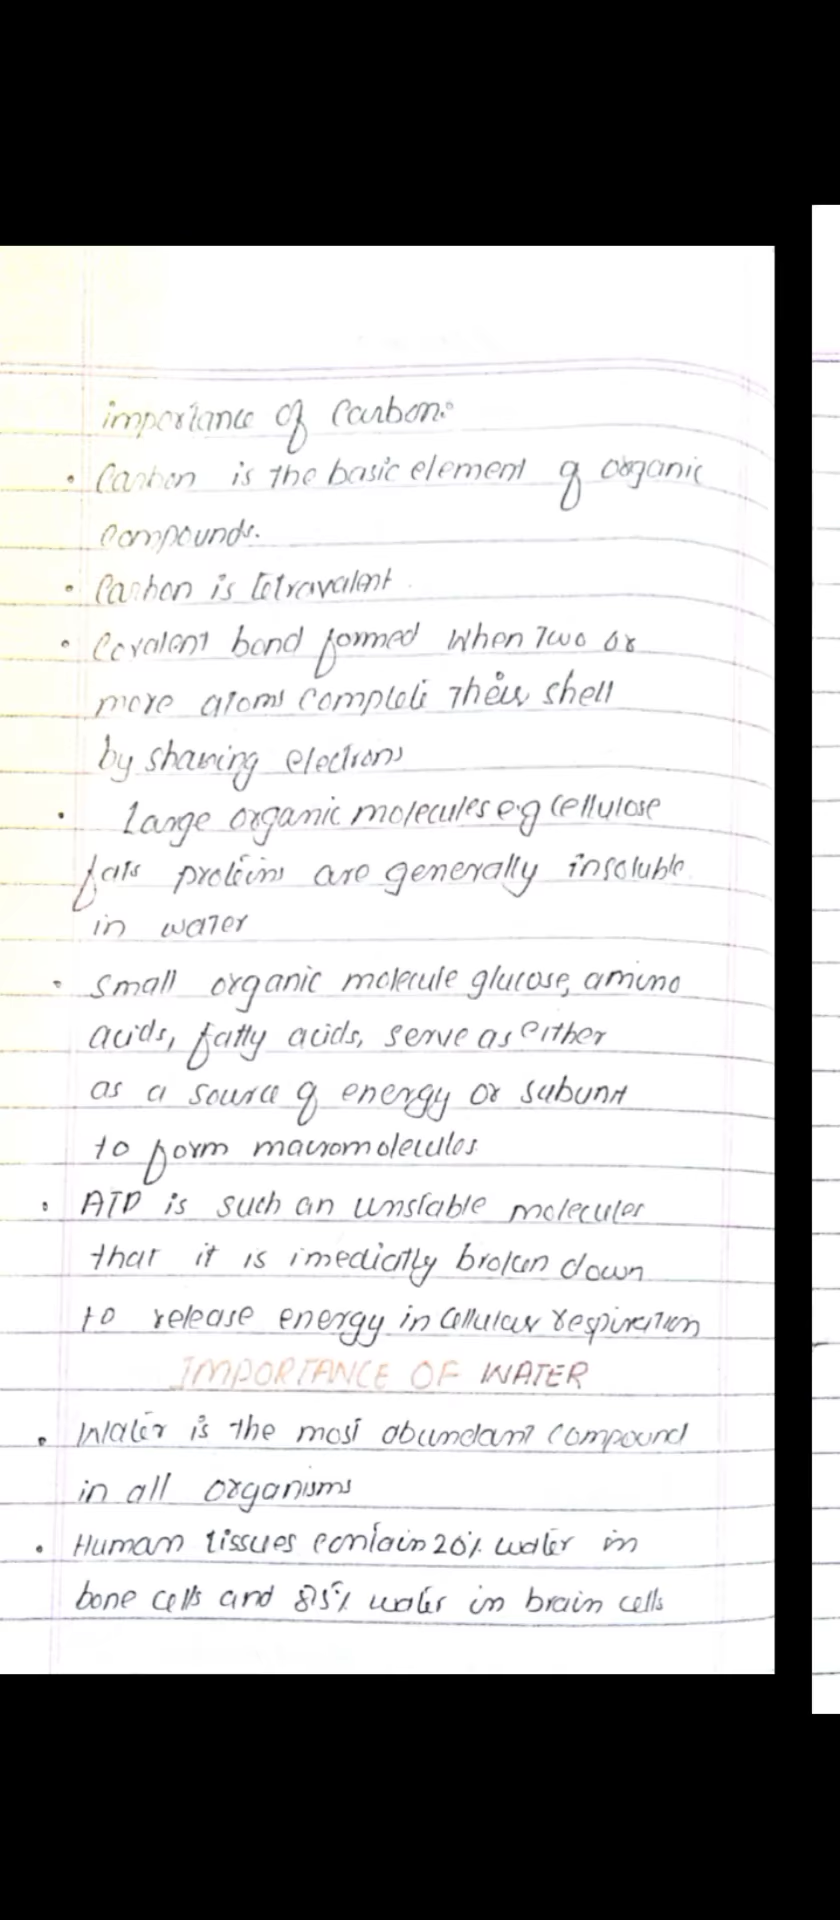 importance of Carbon:
• Carbon is the basic element of organic
compounds.
• Carbon is tetravalent.
• Covalent bond formed when two or
more atoms complete their shell
by sharing electrons
• Large organic molecules e.g cellulose
fats proteins are generally insoluble
in water
• Small organic molecule glucose, amino
acids, fatty acids, serve as either
as a source of energy or subunit
to form macromolecules
• ATP is such an unstable molecules
that it is imediatly broken down
to release energy in cellular respiration
IMPORTANCE OF WATER
• Water is the most abundant compound
in all organisms
• Human tissues contain 20% water in
bone cells and 85% water in brain cells